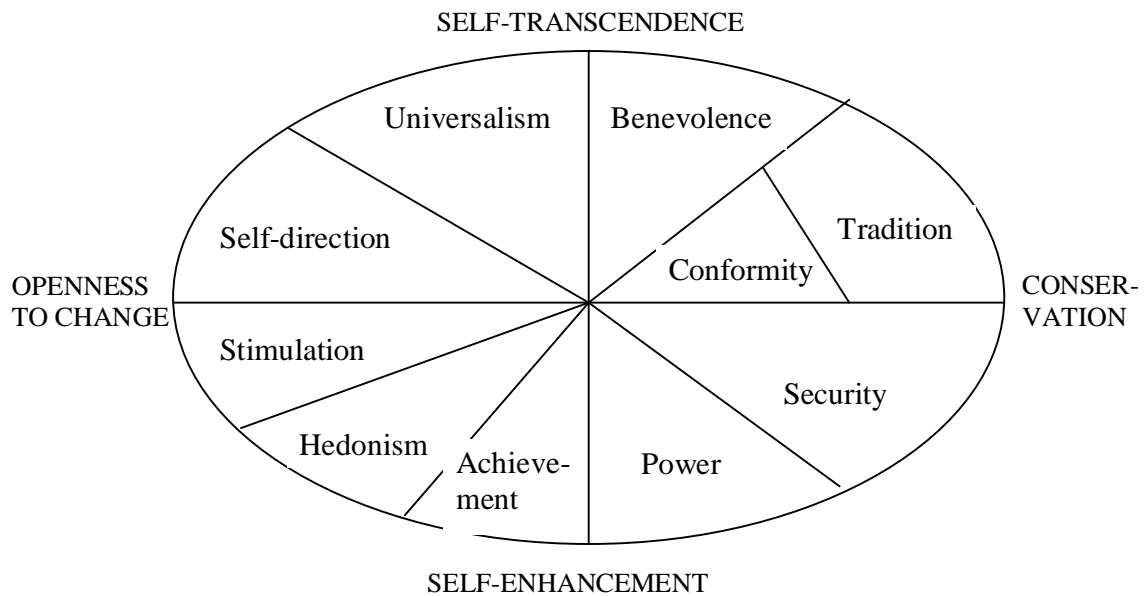 SELF-TRANSCENDENCE
Universalism
Benevolence
Self-direction
Tradition
Conformity
OPENNESS
TO CHANGE
CONSER-
VATION
Stimulation
Security
Hedonism
Achieve-
ment
Power
SELF-ENHANCEMENT